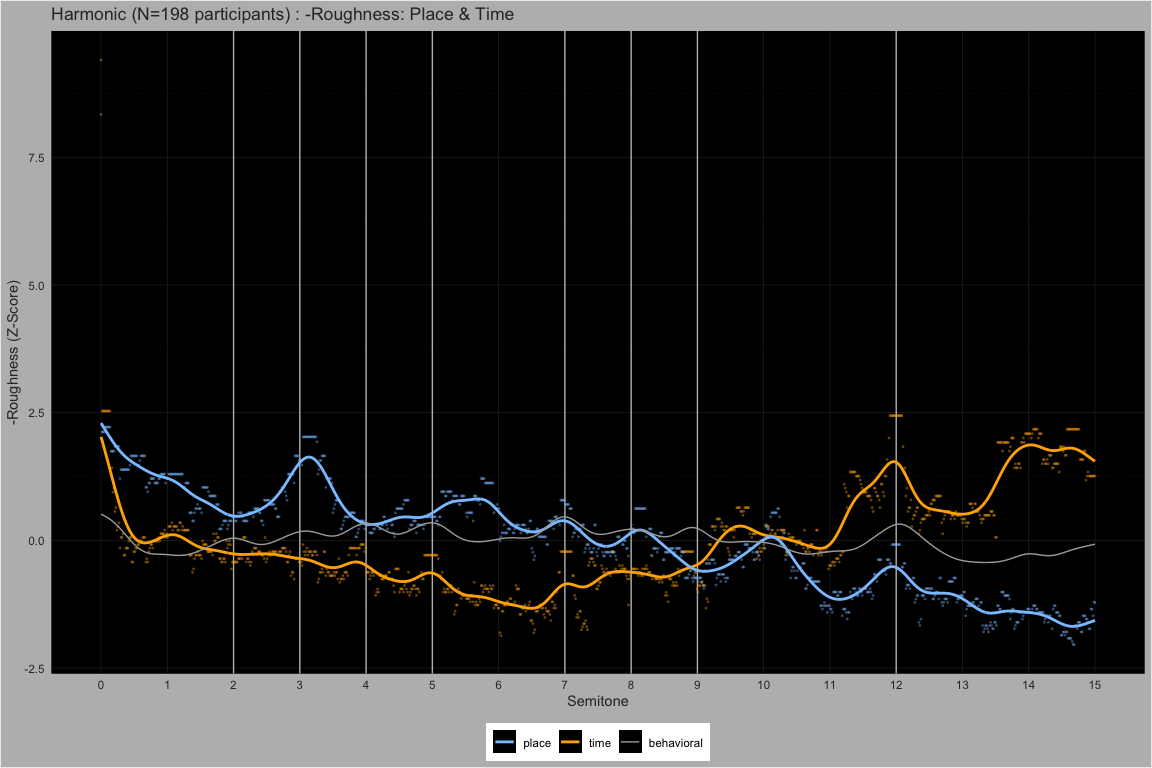 Harmonic (N=198 participants) : -Roughness: Place & Time
-Roughness (Z-Score)
7.5
5.0
2.5
0.0
-2.5
0 1 2 3 4 5 6 7 8 9 10 11 12 13 14 15
Semitone
place time behavioral